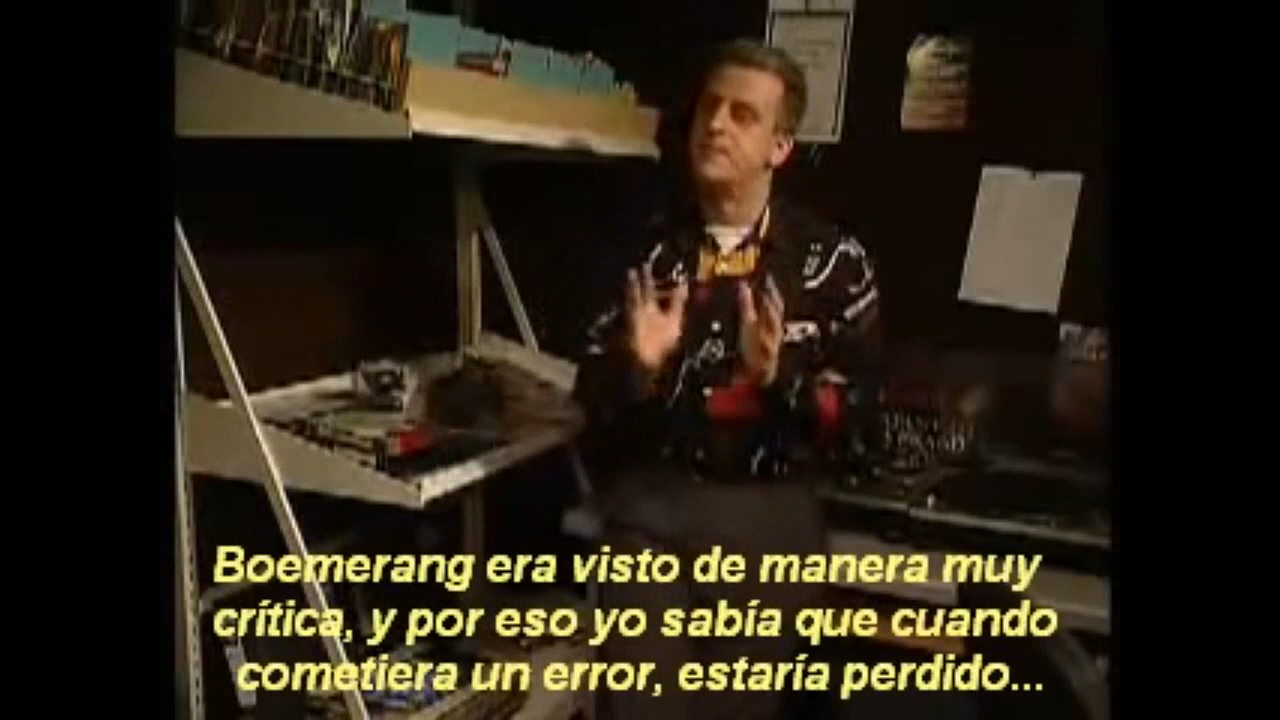 Boemerang era visto de manera muy
crítica, y por eso yo sabía que cuando
cometiera un error, estaría perdido...